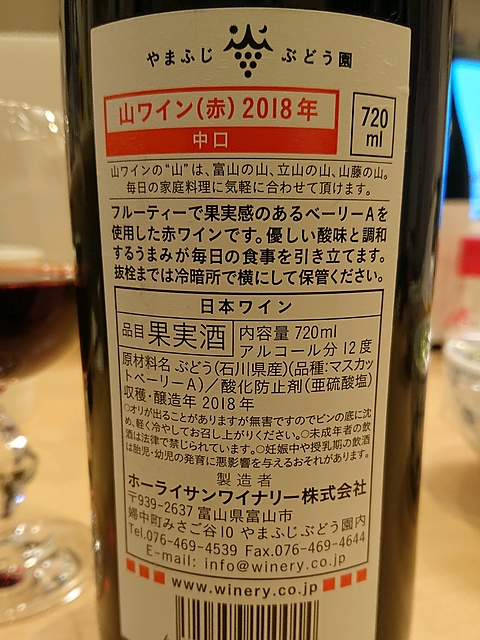 やまふじ ぶどう園
山ワイン(赤)2018年
中口
720
ml
山ワインの“山”は、富山の山、立山の山、山藤の山。
毎日の家庭料理に気軽に合わせて頂けます。
フルーティーで果実感のあるベーリーAを
使用した赤ワインです。優しい酸味と調和
するうまみが毎日の食事を引き立てます。
抜栓までは冷暗所で横にして保管ください。
日本ワイン
品目 果実酒
内容量 720ml
アルコール分 12度
原材料名 ぶどう(石川県産)(品種:マスカッ
トベーリーA)/酸化防止剤(亜硫酸塩)
収穫・醸造年 2018年
○オリが出ることがありますが無害ですのでビンの底に沈
め、軽く冷やしてお召し上がりください。○未成年者の飲
酒は法律で禁じられています。○妊娠中や授乳期の飲酒
は胎児・幼児の発育に悪影響を与えるおそれがあります。
製造者
ホーライサンワイナリー株式会社
〒939-2637 富山県富山市
婦中町みさご谷10 やまふじぶどう園内
Tel.076-469-4539 Fax.076-469-4644
E-mail: info@winery.co.jp
www.winery.co.jp